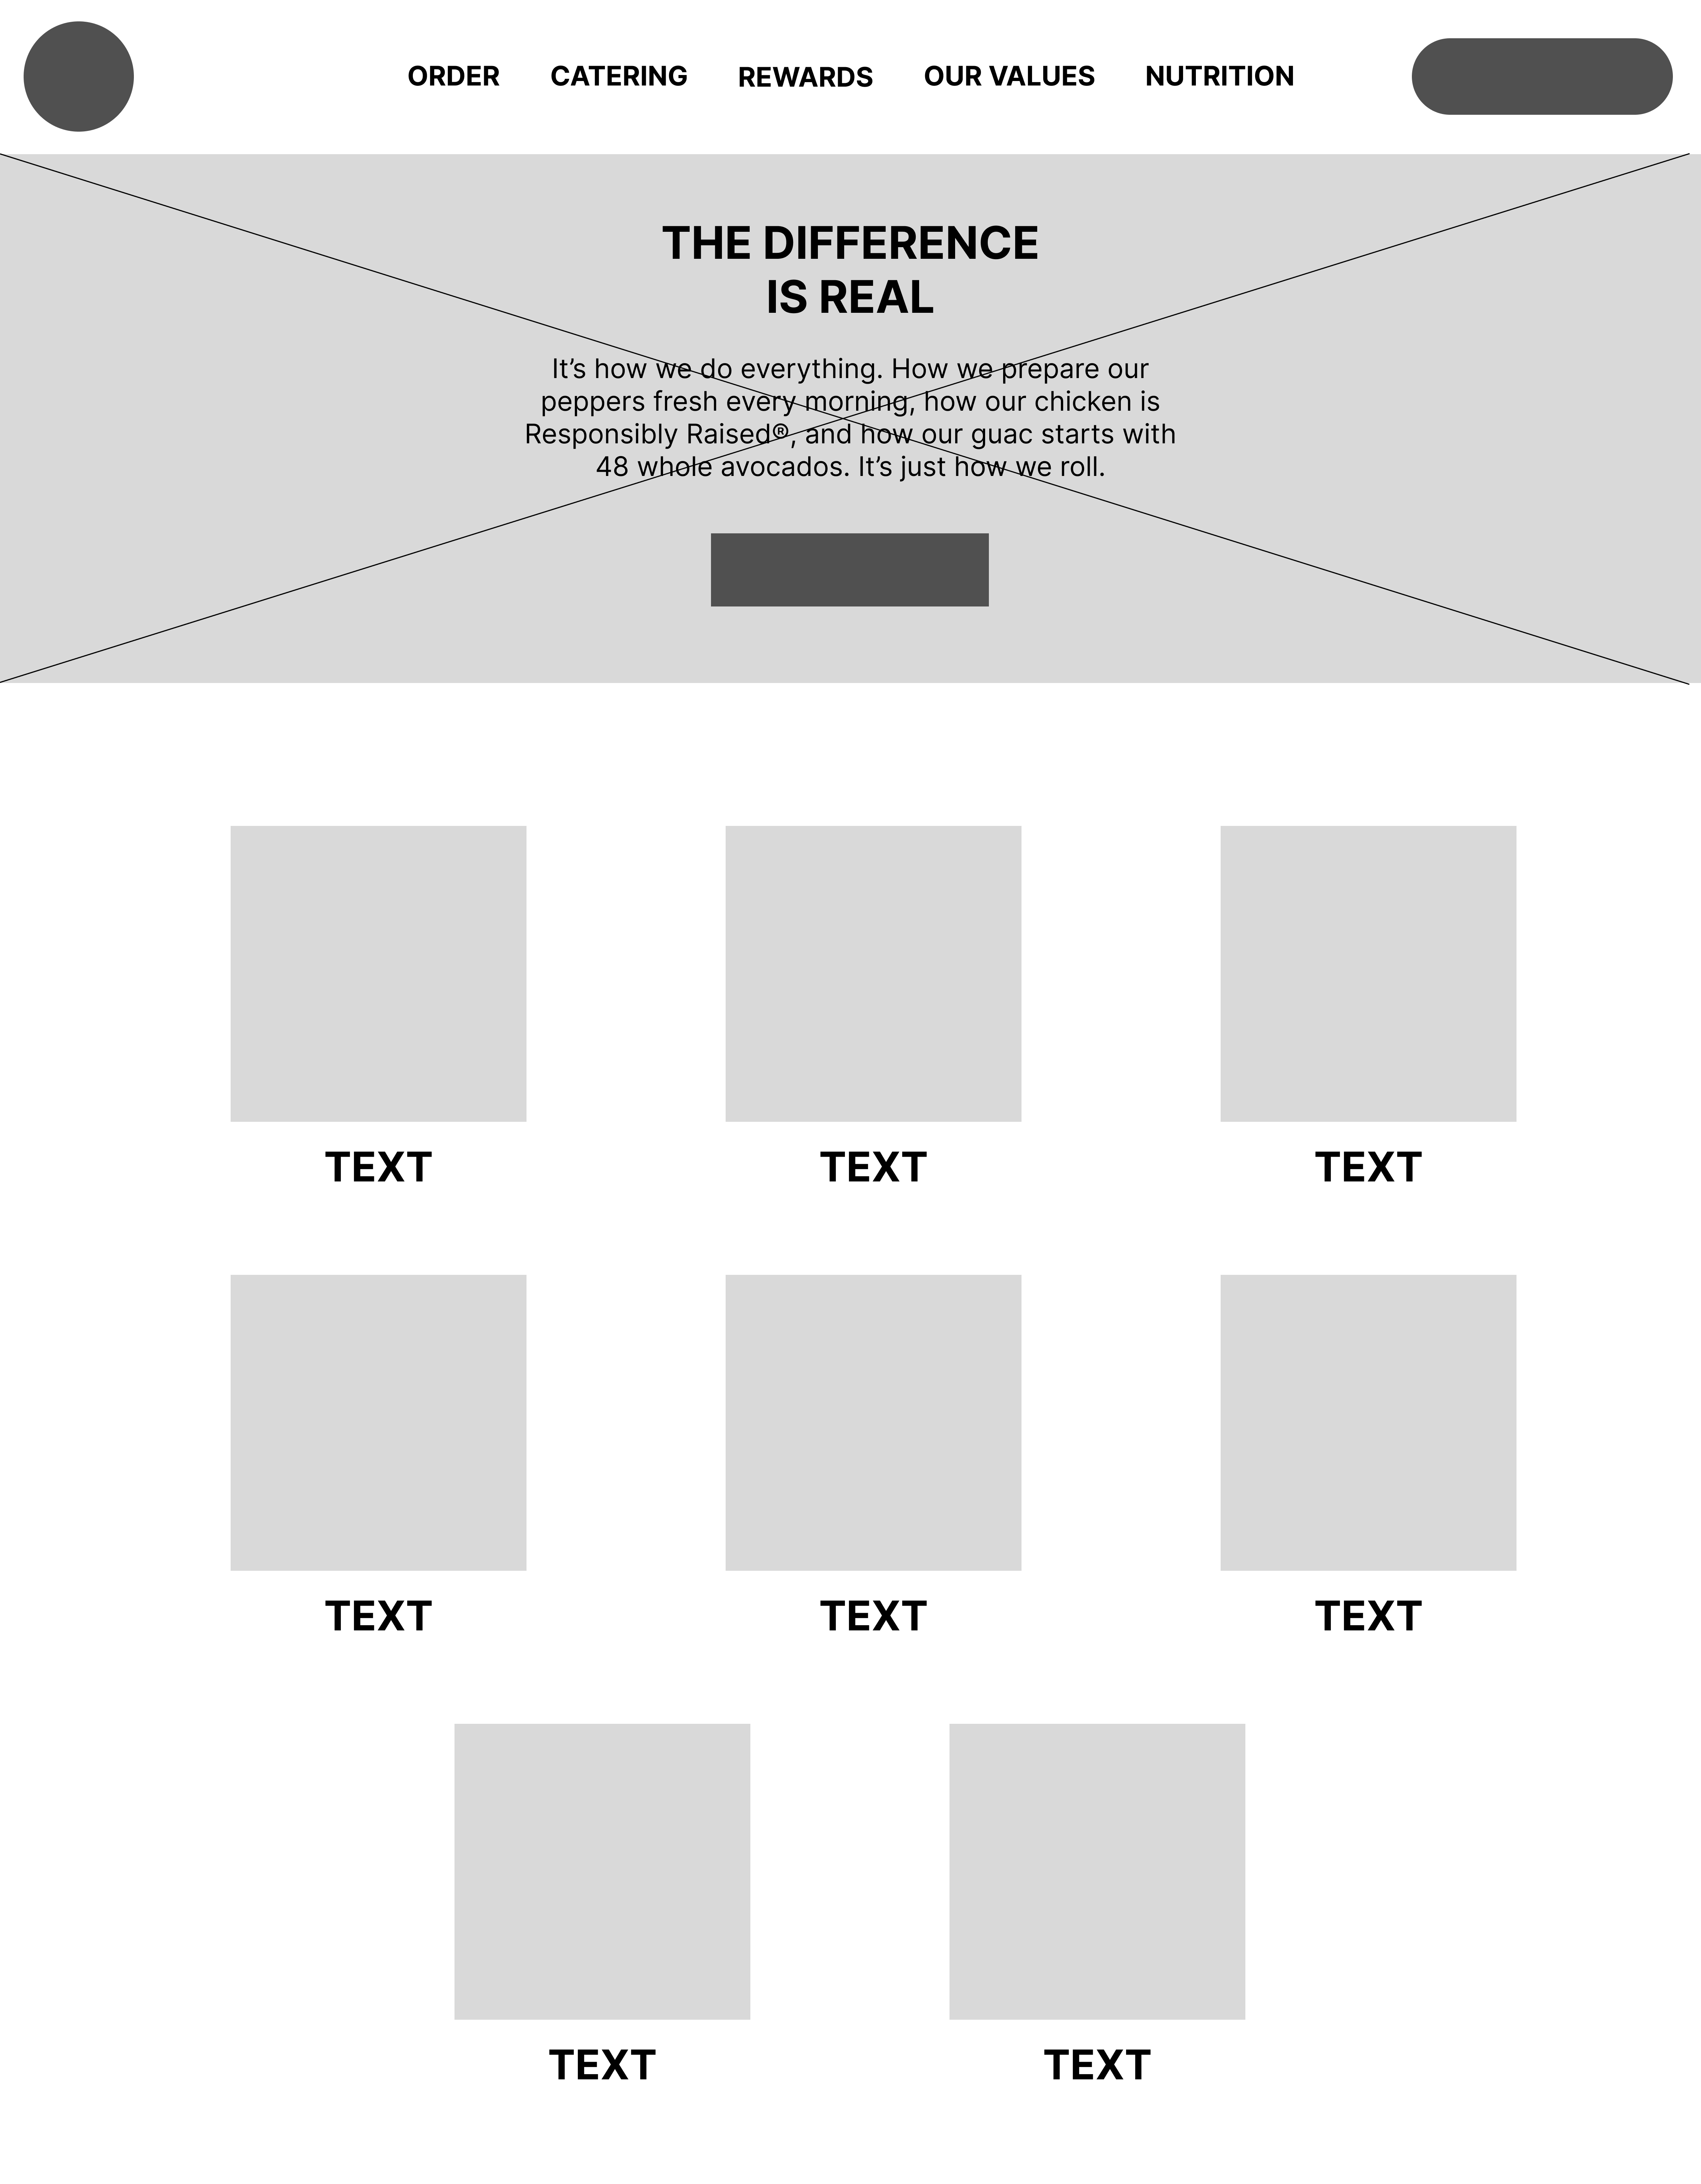 ORDER CATERING REWARDS OUR VALUES NUTRITION
THE DIFFERENCE
IS REAL
It’s how we do everything. How we prepare our
peppers fresh every morning, how our chicken is
Responsibly Raised®, and how our guac starts with
48 whole avocados. It’s just how we roll.
TEXT TEXT TEXT
TEXT TEXT TEXT
TEXT TEXT